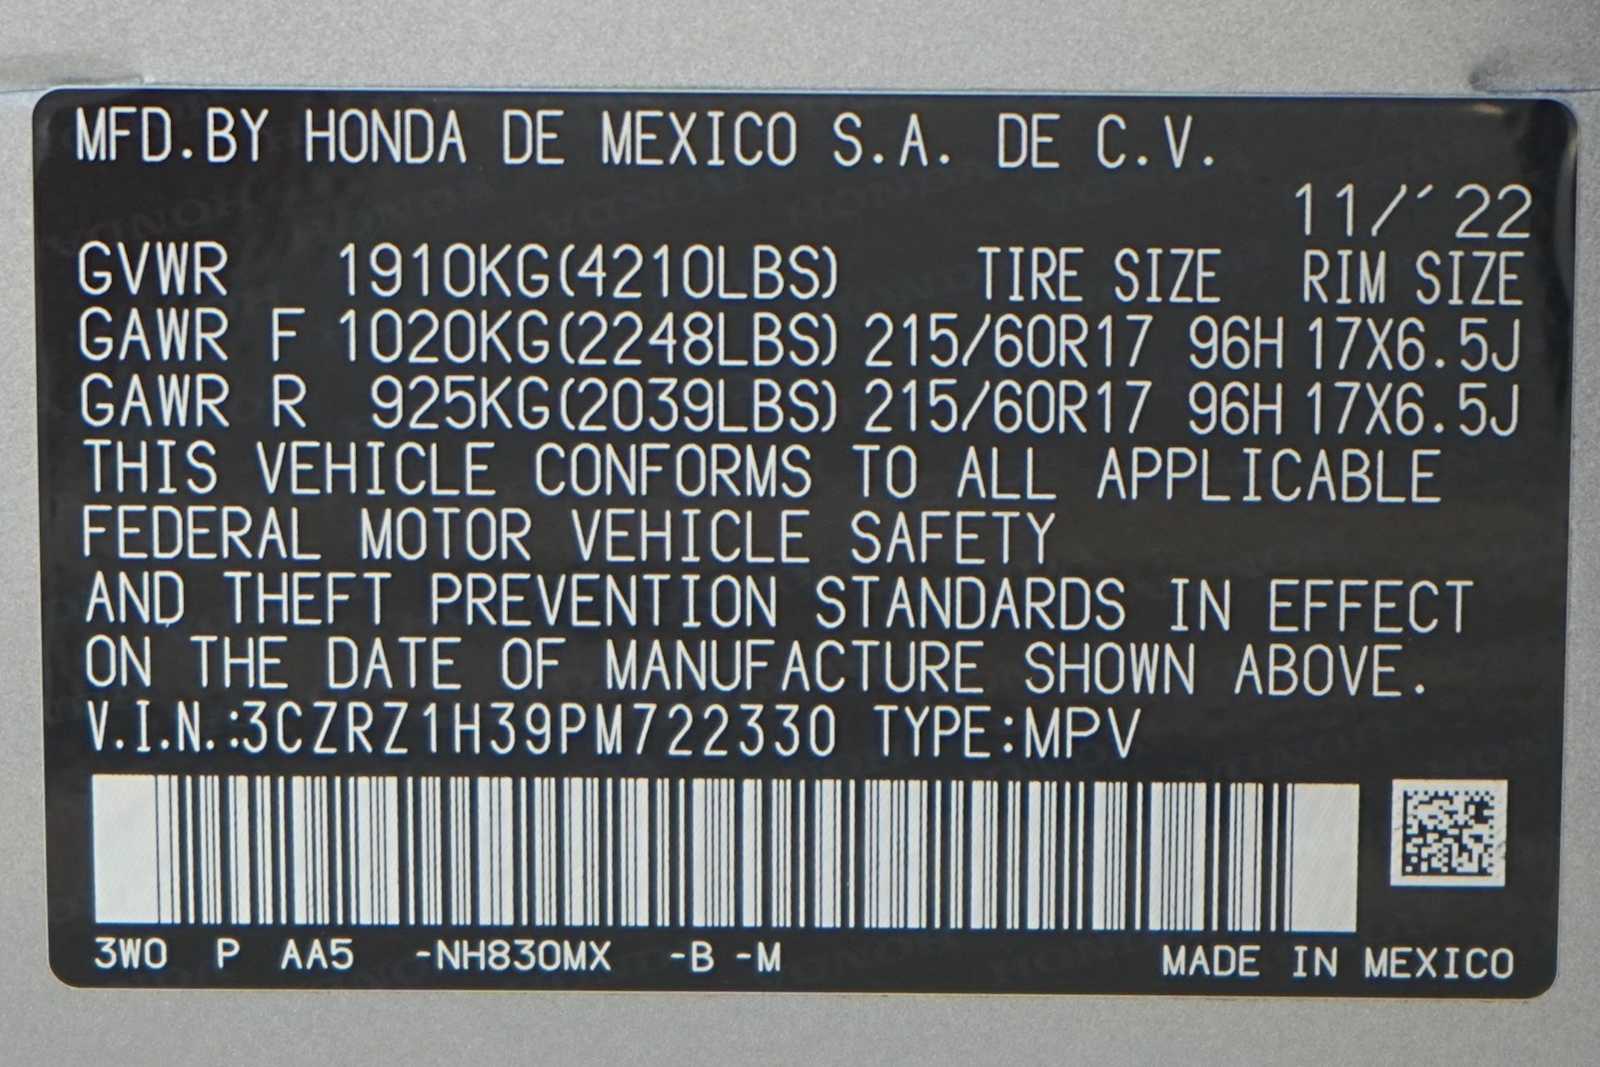 MFD.BY HONDA DE MEXICO S.A. DE C.V.
11/´22
GVWR 1910KG(4210LBS) TIRE SIZE RIM SIZE
GAWR F 1020KG(2248LBS) 215/60R17 96H 17X6.5J
GAWR R 925KG(2039LBS) 215/60R17 96H 17X6.5J
THIS VEHICLE CONFORMS TO ALL APPLICABLE
FEDERAL MOTOR VEHICLE SAFETY
AND THEFT PREVENTION STANDARDS IN EFFECT
ON THE DATE OF MANUFACTURE SHOWN ABOVE.
V.I.N.:3CZRZ1H39PM722330 TYPE:MPV
3W0 P AA5 -NH830MX -B -M MADE IN MEXICO